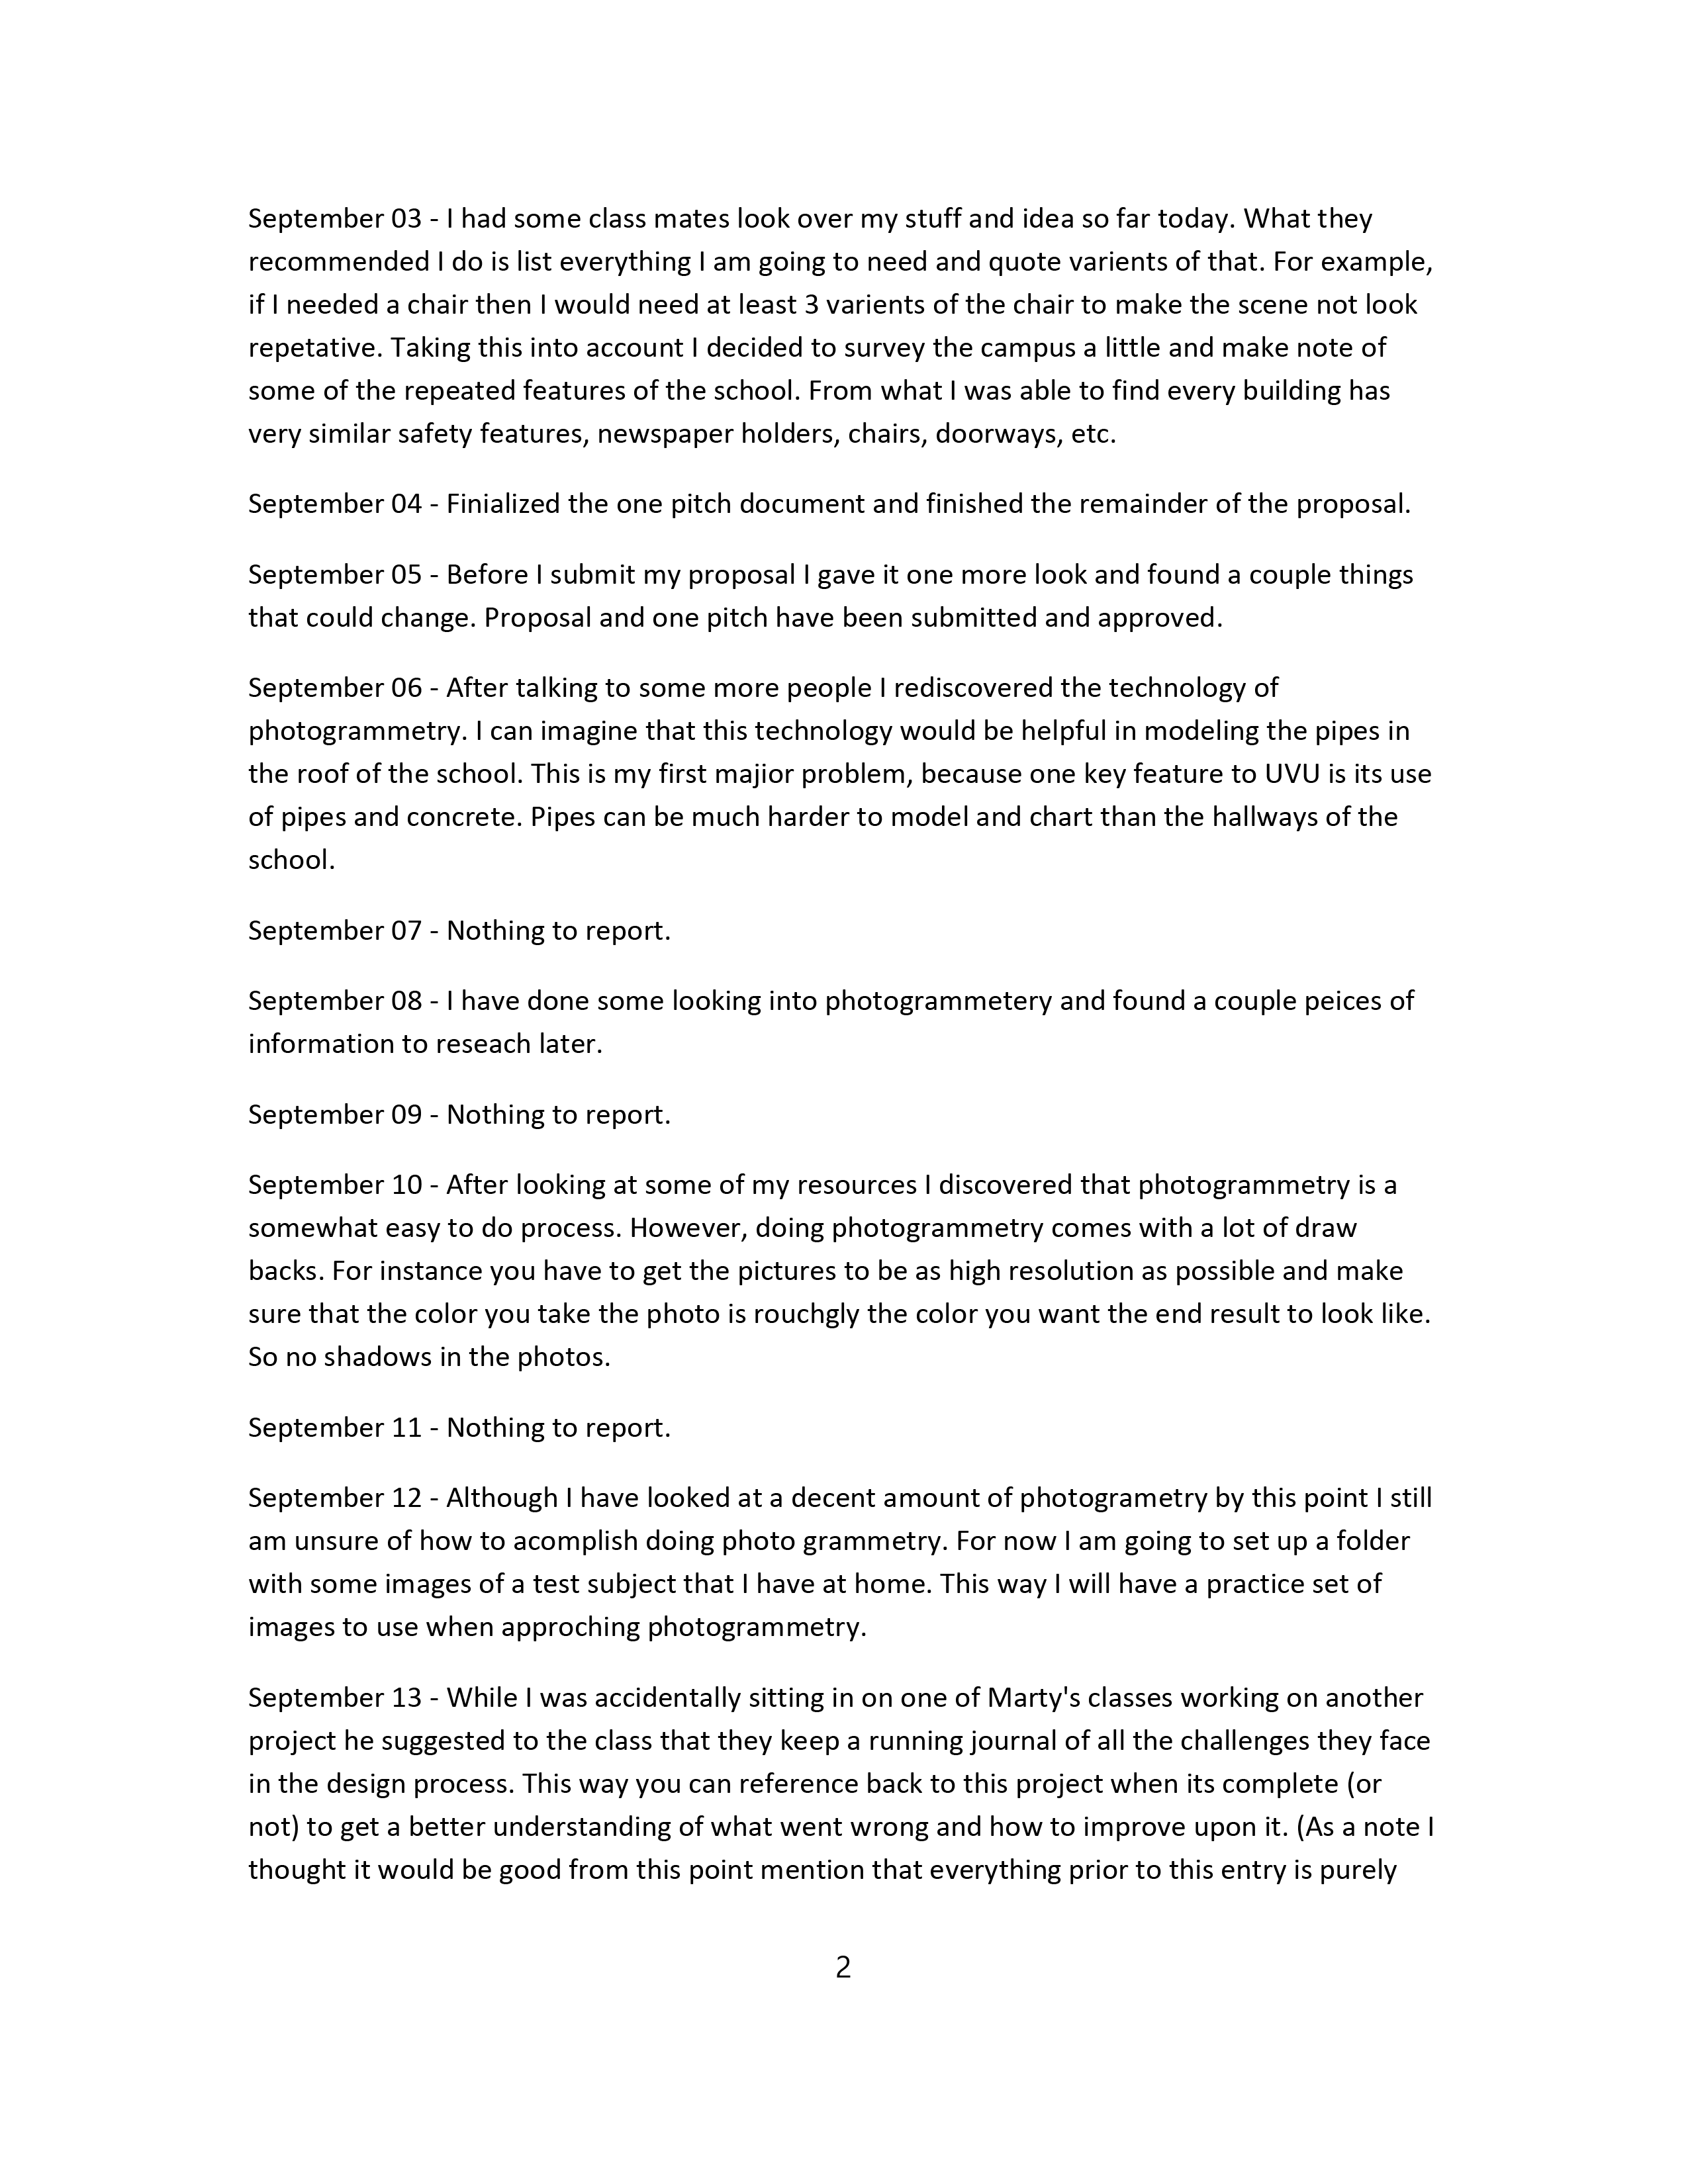 September 03 - I had some class mates look over my stuff and idea so far today. What they
recommended I do is list everything I am going to need and quote varients of that. For example,
if I needed a chair then I would need at least 3 varients of the chair to make the scene not look
repetative. Taking this into account I decided to survey the campus a little and make note of
some of the repeated features of the school. From what I was able to find every building has
very similar safety features, newspaper holders, chairs, doorways, etc.
September 04 - Finialized the one pitch document and finished the remainder of the proposal.
September 05 - Before I submit my proposal I gave it one more look and found a couple things
that could change. Proposal and one pitch have been submitted and approved.
September 06 - After talking to some more people I rediscovered the technology of
photogrammetry. I can imagine that this technology would be helpful in modeling the pipes in
the roof of the school. This is my first majior problem, because one key feature to UVU is its use
of pipes and concrete. Pipes can be much harder to model and chart than the hallways of the
school.
September 07 - Nothing to report.
September 08 - I have done some looking into photogrammetery and found a couple peices of
information to reseach later.
September 09 - Nothing to report.
September 10 - After looking at some of my resources I discovered that photogrammetry is a
somewhat easy to do process. However, doing photogrammetry comes with a lot of draw
backs. For instance you have to get the pictures to be as high resolution as possible and make
sure that the color you take the photo is rouchgly the color you want the end result to look like.
So no shadows in the photos.
September 11 - Nothing to report.
September 12 - Although I have looked at a decent amount of photogrametry by this point I still
am unsure of how to acomplish doing photo grammetry. For now I am going to set up a folder
with some images of a test subject that I have at home. This way I will have a practice set of
images to use when approching photogrammetry.
September 13 - While I was accidentally sitting in on one of Marty's classes working on another
project he suggested to the class that they keep a running journal of all the challenges they face
in the design process. This way you can reference back to this project when its complete (or
not) to get a better understanding of what went wrong and how to improve upon it. (As a note I
thought it would be good from this point mention that everything prior to this entry is purely
2